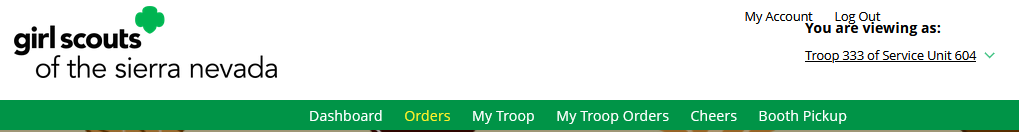 girl scouts
of the sierra nevada
My Account Log Out
You are viewing as:
Troop 333 of Service Unit 604
Dashboard Orders My Troop My Troop Orders Cheers Booth Pickup